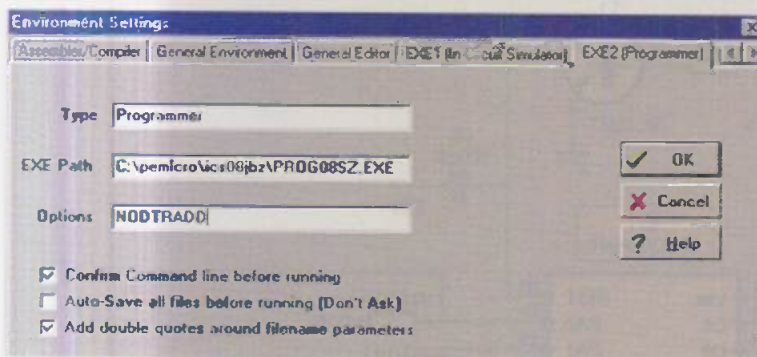 Environment Settings
Assembler/Compiler General Environment General Editor EXE1 (In Circuit Simulator) EXE2 (Programmer)
Type Programmer
EXE Path C:\pemicro\ics08jbz\PROG08SZ.EXE
OK
Cancel
Options NODTRADD
Help
Confirm Command line before running
Auto-Save all files before running (Don't Ask)
Add double quotes around filename parameters